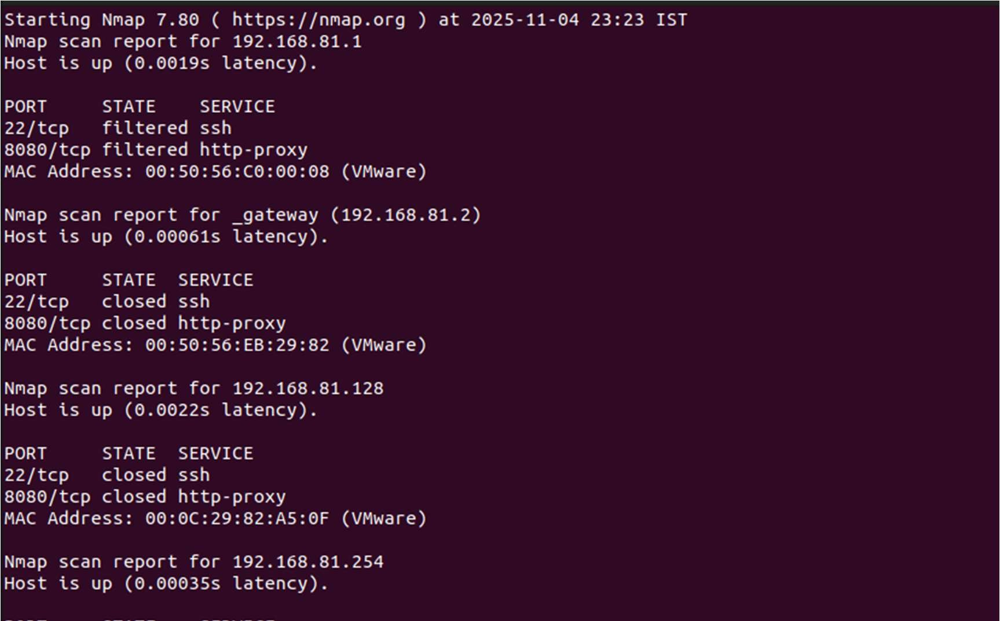 Starting Nmap 7.80 ( https://nmap.org ) at 2025-11-04 23:23 IST
Nmap scan report for 192.168.81.1
Host is up (0.0019s latency).

PORT     STATE    SERVICE
22/tcp   filtered ssh
8080/tcp filtered http-proxy
MAC Address: 00:50:56:C0:00:08 (VMware)

Nmap scan report for _gateway (192.168.81.2)
Host is up (0.00061s latency).

PORT     STATE  SERVICE
22/tcp   closed ssh
8080/tcp closed http-proxy
MAC Address: 00:50:56:EB:29:82 (VMware)

Nmap scan report for 192.168.81.128
Host is up (0.0022s latency).

PORT     STATE  SERVICE
22/tcp   closed ssh
8080/tcp closed http-proxy
MAC Address: 00:0C:29:82:A5:0F (VMware)

Nmap scan report for 192.168.81.254
Host is up (0.00035s latency).